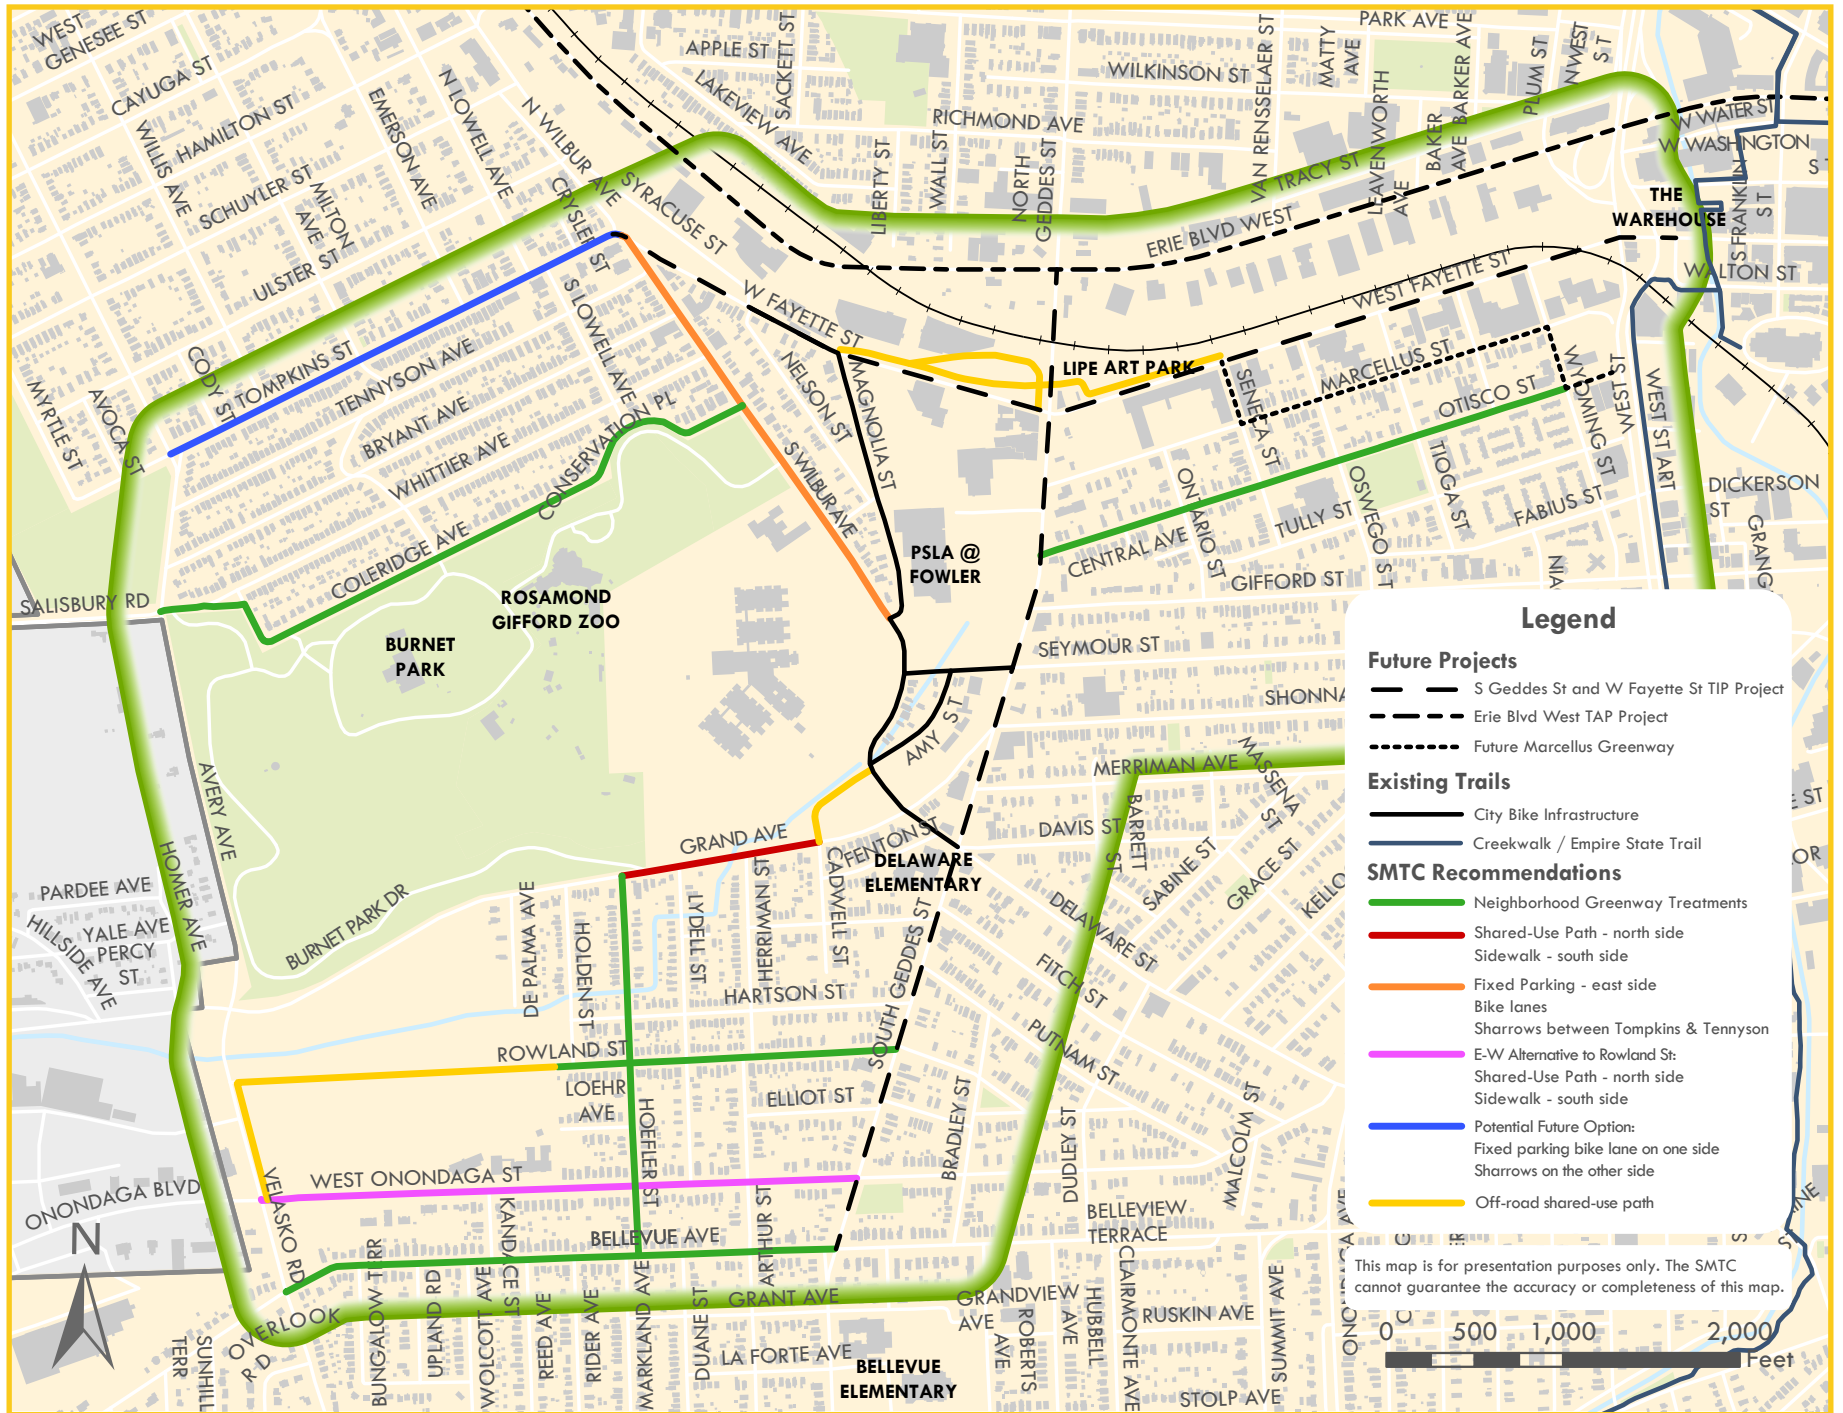 WEST
GENESEE ST
CAYUGA ST
HAMILTON ST
WILLIS AVE
SCHUYLER ST
MILTON
AVE
ULSTER ST
EMERSON AVE
N LOWELL AVE
N WILBUR AVE
CRYSLER ST
SYRACUSE ST
APPLE ST
SACKETT ST
LAKEVIEW AVE
LIBERTY ST
WALL ST
RICHMOND AVE
NORTH
GEDDES ST
WILKINSON ST
VAN RENSSELAER ST
MATTY
AVE
PARK AVE
LEAVENWORTH
AVE
BAKER
AVE
BARKER AVE
PLUM ST
N WEST
ST
TRACY ST
ERIE BLVD WEST
W WATER ST
W WASHINGTON
ST
THE
WAREHOUSE
S FRANKLIN
ST
WALTON ST
WEST FAYETTE ST
W FAYETTE ST
LIPE ART PARK
MARCELLUS ST
SENECA ST
OTISCO ST
WYOMING ST
WEST ST
WEST ST ART
DICKERSON
ST
GRANG
CODY ST
AVOCA ST
MYRTLE ST
TOMPKINS ST
TENNYSON AVE
BRYANT AVE
WHITTIER AVE
S LOWELL AVE
CONSERVATION PL
COLERIDGE AVE
NELSON ST
MAGNOLIA ST
S WILBUR AVE
PSLA @
FOWLER
CENTRAL AVE
ONTARIO ST
TULLY ST
OSWEGO ST
TIOGA ST
FABIUS ST
GIFFORD ST
NIA
SALISBURY RD
ROSAMOND
GIFFORD ZOO
BURNET
PARK
SEYMOUR ST
SHONNA
AMY ST
MERRIMAN AVE
MASSENA
ST
BARRETT
ST
DAVIS ST
SABINE ST
GRACE ST
KELLO
AVERY AVE
HOMER AVE
PARDEE AVE
YALE AVE
PERCY
ST
HILLSIDE AVE
BURNET PARK DR
GRAND AVE
FENTON ST
DELAWARE
ELEMENTARY
CADWELL ST
HERRIMAN ST
LYDELL ST
DE PALMA AVE
HOLDEN ST
HARTSON ST
SOUTH GEDDES ST
DELAWARE ST
FITCH ST
PUTNAM ST
ROWLAND ST
LOEHR
AVE
ELLIOT ST
HOEFLER ST
BRADLEY ST
DUDLEY ST
MALCOLM ST
WEST ONONDAGA ST
ONONDAGA BLVD
VELASKO RD
KANDACE ST
ARTHUR ST
BELLEVUE AVE
BELLEVIEW
TERRACE
OVERLOOK
RD
GRANT AVE
GRANDVIEW
AVE
TERR
SUNHILL
BUNGALOW TERR
UPLAND RD
WOLCOTT AVE
REED AVE
RIDER AVE
MARKLAND AVE
DUANE ST
LA FORTE AVE
BELLEVUE
ELEMENTARY
ROBERTS
AVE
HUBBELL
AVE
CLAIRMONTE AVE
RUSKIN AVE
SUMMIT AVE
STOLP AVE
N
Legend
Future Projects
S Geddes St and W Fayette St TIP Project
Erie Blvd West TAP Project
Future Marcellus Greenway
Existing Trails
City Bike Infrastructure
Creekwalk / Empire State Trail
SMTC Recommendations
Neighborhood Greenway Treatments
Shared-Use Path - north side
Sidewalk - south side
Fixed Parking - east side
Bike lanes
Sharrows between Tompkins & Tennyson
E-W Alternative to Rowland St:
Shared-Use Path - north side
Sidewalk - south side
Potential Future Option:
Fixed parking bike lane on one side
Sharrows on the other side
Off-road shared-use path
This map is for presentation purposes only. The SMTC
cannot guarantee the accuracy or completeness of this map.
0 500 1,000 2,000
Feet